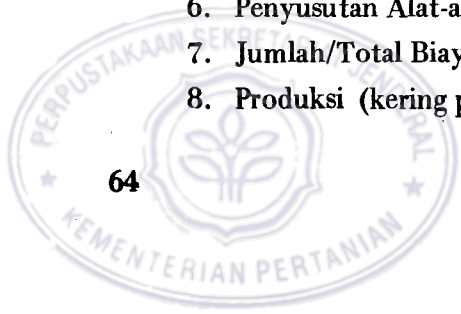 6. Penyusutan Alat-a
7. Jumlah/Total Biay
8. Produksi (kering
64
PERPUSTAKAAN SEKRETARIAT JENDERAL
KEMENTERIAN PERTANIAN